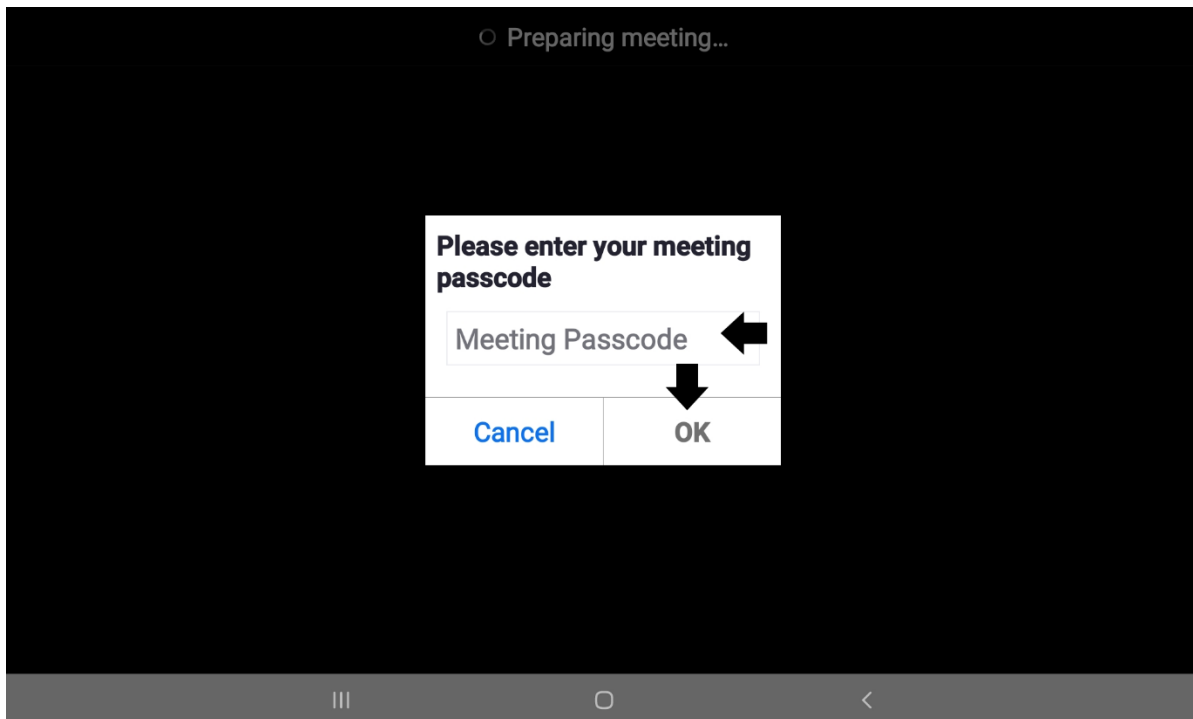 Preparing meeting...
Please enter your meeting
passcode
Meeting Passcode
Cancel
OK